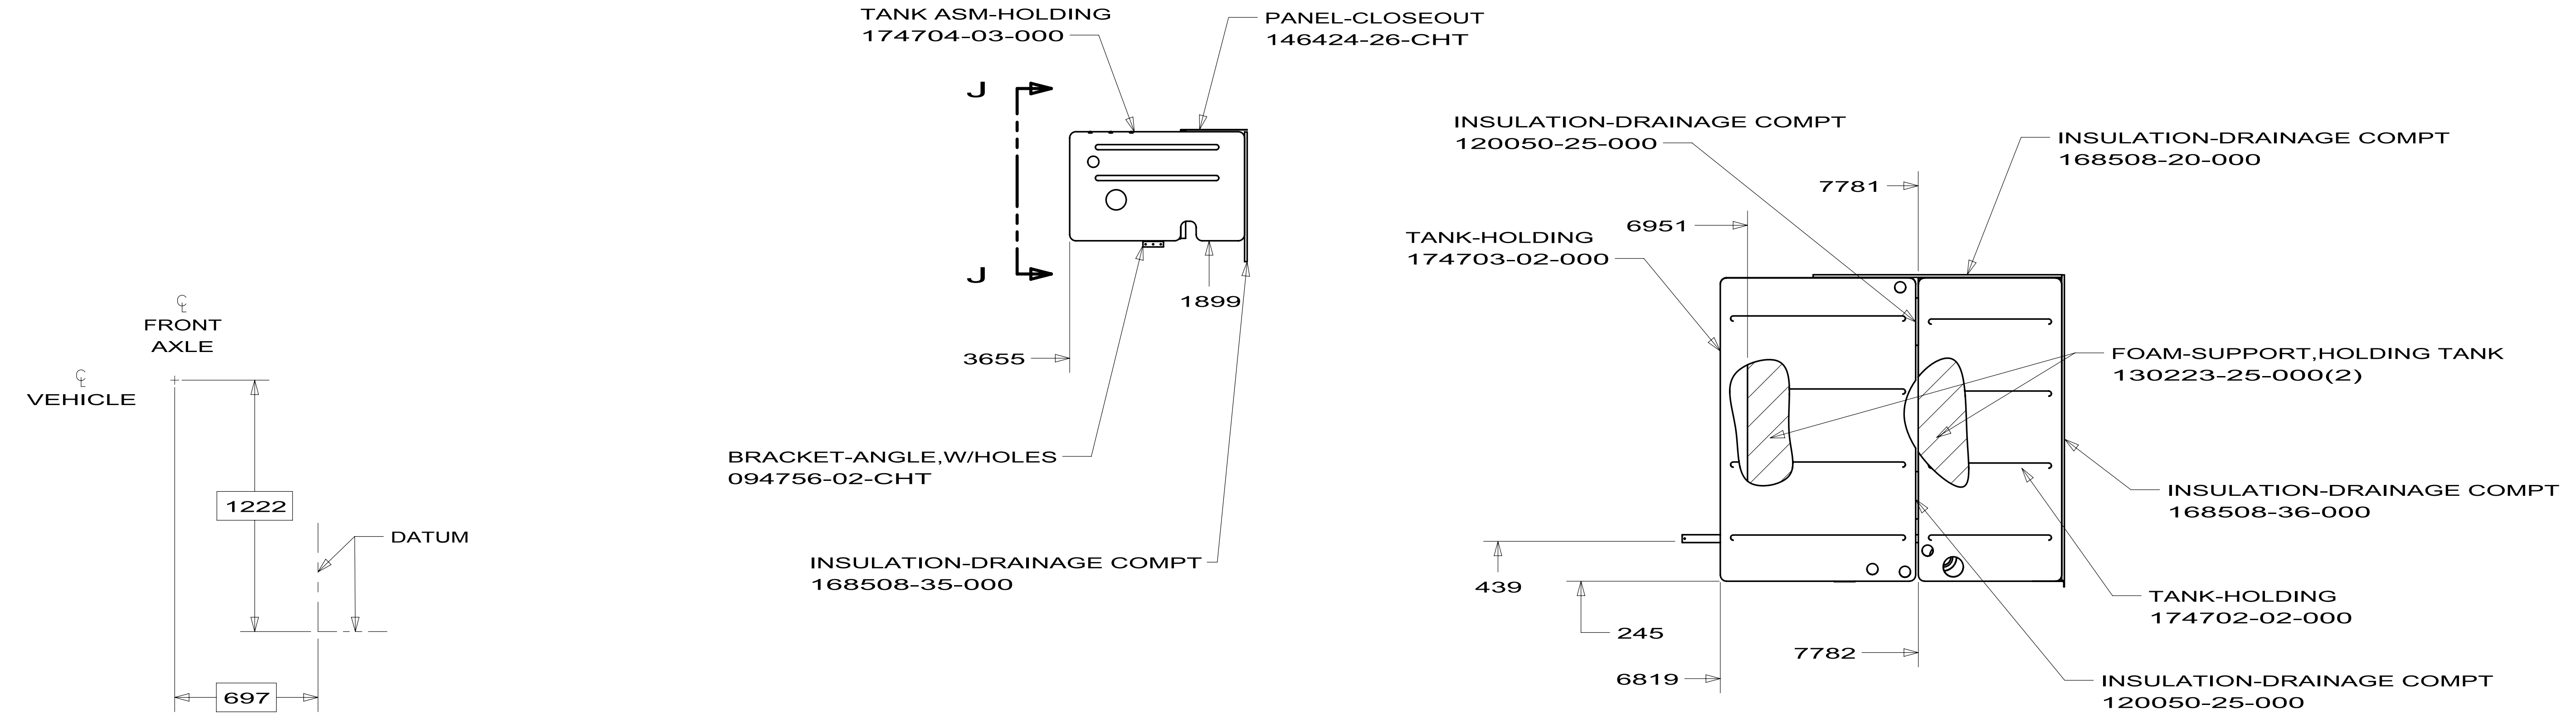 TANK ASM-HOLDING
174704-03-000
PANEL-CLOSEOUT
146424-26-CHT
J
J
1899
3655
BRACKET-ANGLE,W/HOLES
094756-02-CHT
INSULATION-DRAINAGE COMPT
168508-35-000
℄
FRONT
AXLE
℄
VEHICLE
1222
DATUM
697
INSULATION-DRAINAGE COMPT
120050-25-000
INSULATION-DRAINAGE COMPT
168508-20-000
7781
6951
TANK-HOLDING
174703-02-000
FOAM-SUPPORT,HOLDING TANK
130223-25-000(2)
INSULATION-DRAINAGE COMPT
168508-36-000
439
245
TANK-HOLDING
174702-02-000
7782
6819
INSULATION-DRAINAGE COMPT
120050-25-000